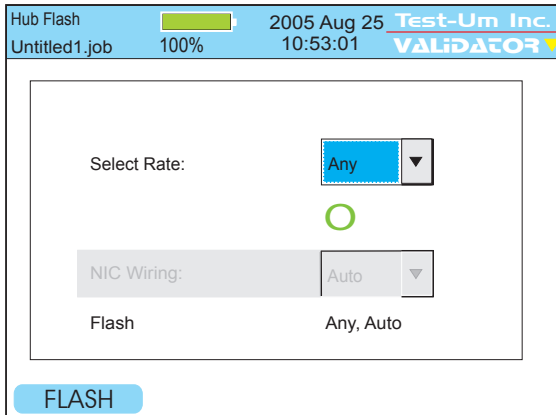 Hub Flash 2005 Aug 25 Test-Um Inc.
Untitled1.job 100% 10:53:01 VALiDATOR
Select Rate: Any
NIC Wiring: Auto
Flash Any, Auto
FLASH